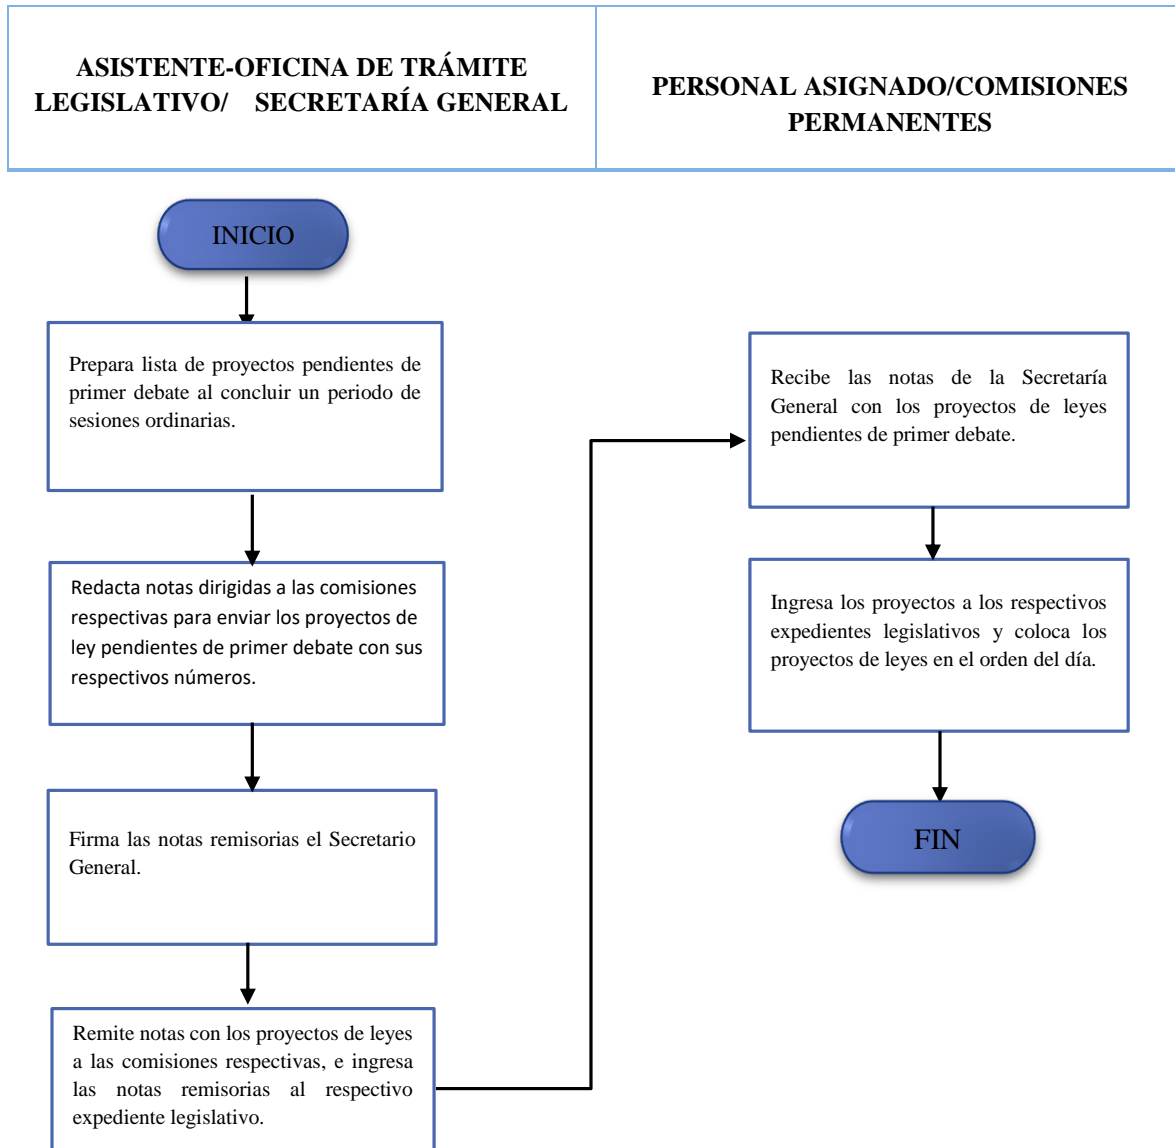 ASISTENTE-OFICINA DE TRÁMITE
LEGISLATIVO/ SECRETARÍA GENERAL
PERSONAL ASIGNADO/COMISIONES
PERMANENTES
INICIO
Prepara lista de proyectos pendientes de
primer debate al concluir un periodo de
sesiones ordinarias.
Redacta notas dirigidas a las comisiones
respectivas para enviar los proyectos de
ley pendientes de primer debate con sus
respectivos números.
Firma las notas remisorias el Secretario
General.
Remite notas con los proyectos de leyes
a las comisiones respectivas, e ingresa
las notas remisorias al respectivo
expediente legislativo.
Recibe las notas de la Secretaría
General con los proyectos de leyes
pendientes de primer debate.
Ingresa los proyectos a los respectivos
expedientes legislativos y coloca los
proyectos de leyes en el orden del día.
FIN